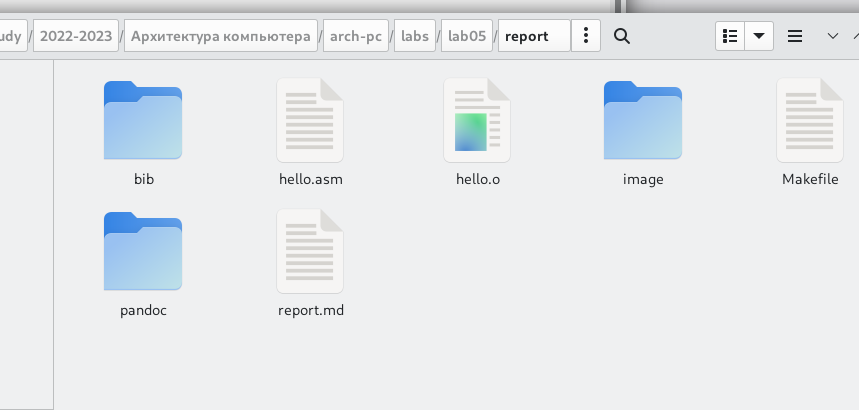 udy / 2022-2023 / Архитектура компьютера / arch-pc / labs / lab05 / report
bib hello.asm hello.o image Makefile
pandoc report.md